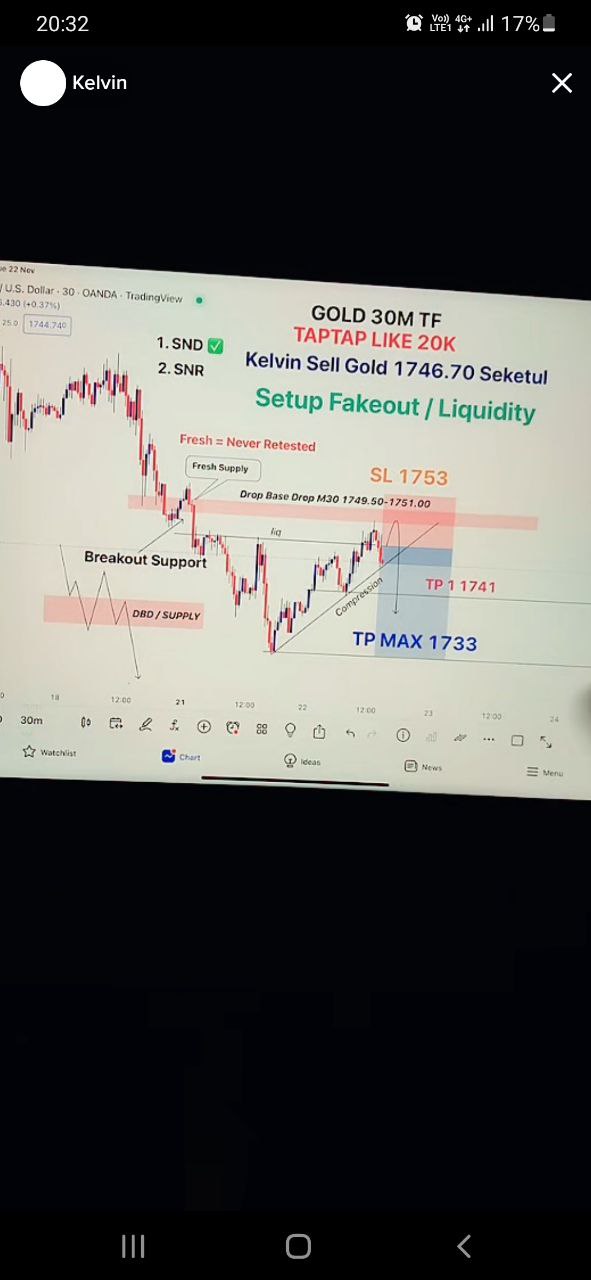 20:32
Vo)) 4G+
LTE1
17%
Kelvin
22 Nov
/ U.S. Dollar · 30 · OANDA · TradingView
.430 (+0.37%)
25.0
1744.740
GOLD 30M TF
TAPTAP LIKE 20K
1. SND ✅
2. SNR
Kelvin Sell Gold 1746.70 Seketul
Setup Fakeout / Liquidity
Fresh = Never Retested
Fresh Supply
SL 1753
Drop Base Drop M30 1749.50-1751.00
liq
Breakout Support
Compression
TP 1 1741
DBD / SUPPLY
TP MAX 1733
18
12:00
21
12:00
22
12:00
23
12:00
24
30m
Watchlist
Chart
Ideas
News
Menu